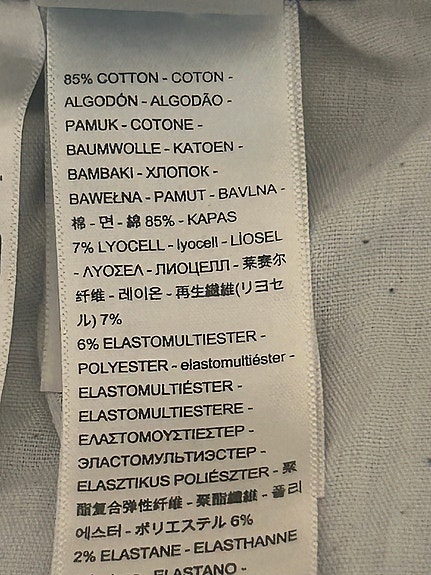 85% COTTON - COTON -
ALGODÓN - ALGODÃO -
PAMUK - COTONE -
BAUMWOLLE - KATOEN -
BAMBAKI - ХЛОПОК -
BAWEŁNA - PAMUT - BAVLNA -
棉 - 면 - 綿 85% - KAPAS
7% LYOCELL - lyocell - LİOSEL
- ΛΥΟΣΕΛ - ЛИОЦЕЛЛ - 莱赛尔
纤维 - 레이온 - 再生繊維(リヨセ
ル) 7%
6% ELASTOMULTIESTER -
POLYESTER - elastomultiéster -
ELASTOMULTIÉSTER -
ELASTOMULTIESTERE -
ΕΛΑΣΤΟΜΟΥΣΤΙΕΣΤΕΡ -
ЭЛАСТОМУЛЬТИЭСТЕР -
ELASZTIKUS POLIÉSZTER - 聚
酯复合弹性纤维 - 聚酯纖維 - 폴리
에스터 - ポリエステル 6%
2% ELASTANE - ELASTHANNE
ELASTANO -